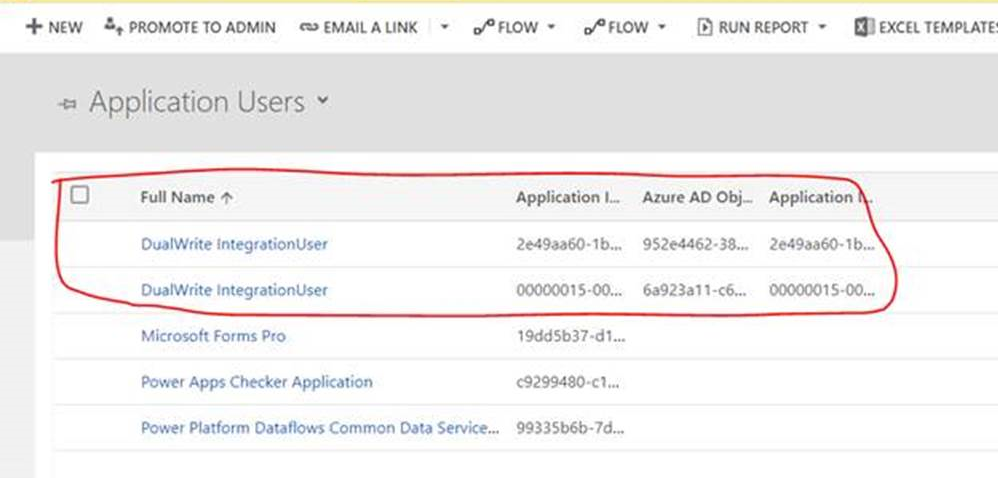 NEW PROMOTE TO ADMIN EMAIL A LINK FLOW FLOW RUN REPORT EXCEL TEMPLATES
Application Users
Full Name ↑ Application I... Azure AD Obj... Application I...
DualWrite IntegrationUser 2e49aa60-1b... 952e4462-38... 2e49aa60-1b...
DualWrite IntegrationUser 00000015-00... 6a923a11-c6... 00000015-00...
Microsoft Forms Pro 19dd5b37-d1...
Power Apps Checker Application c9299480-c1...
Power Platform Dataflows Common Data Service... 99335b6b-7d...